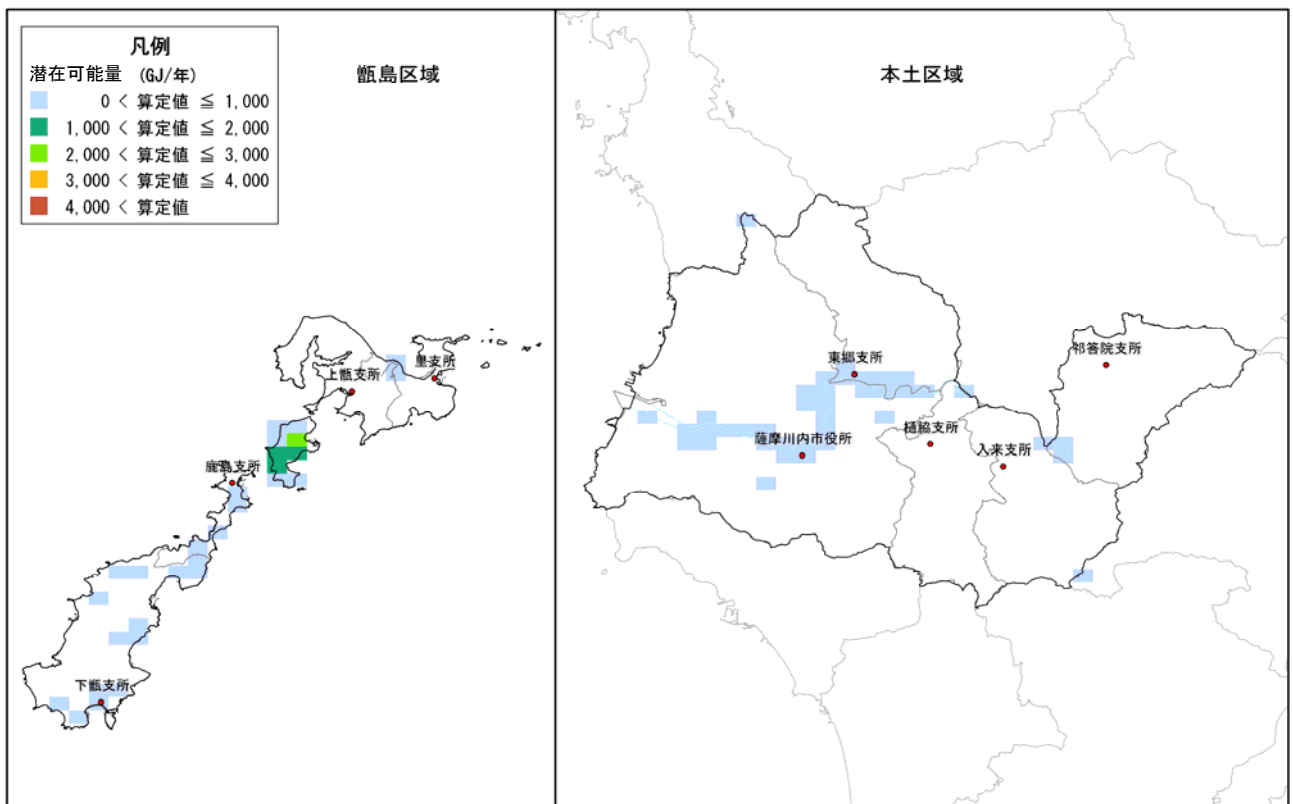 凡例
潜在可能量 (GJ/年)
0 < 算定値 ≦ 1,000
1,000 < 算定値 ≦ 2,000
2,000 < 算定値 ≦ 3,000
3,000 < 算定値 ≦ 4,000
4,000 < 算定値
甑島区域
本土区域
里支所
上甑支所
鹿島支所
下甑支所
東郷支所
祁答院支所
樋脇支所
薩摩川内市役所
入来支所